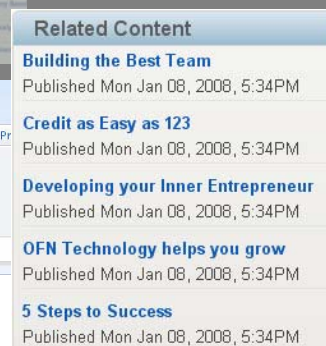 Related Content
Building the Best Team
Published Mon Jan 08, 2008, 5:34PM
Credit as Easy as 123
Published Mon Jan 08, 2008, 5:34PM
Developing your Inner Entrepreneur
Published Mon Jan 08, 2008, 5:34PM
OFN Technology helps you grow
Published Mon Jan 08, 2008, 5:34PM
5 Steps to Success
Published Mon Jan 08, 2008, 5:34PM